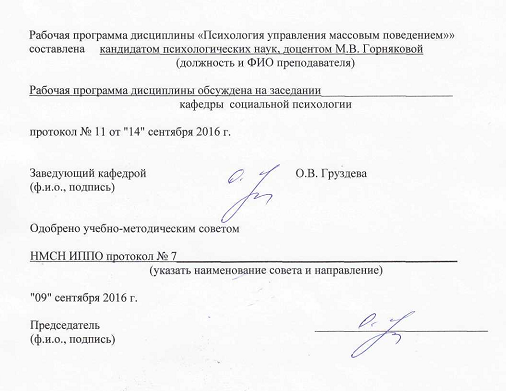 Рабочая программа дисциплины «Психология управления массовым поведением»»
составлена кандидатом психологических наук, доцентом М.В. Горняковой
(должность и ФИО преподавателя)
Рабочая программа дисциплины обсуждена на заседании
кафедры социальной психологии
протокол № 11 от "14" сентября 2016 г.
Заведующий кафедрой О.В. Груздева
(ф.и.о., подпись)
Одобрено учебно-методическим советом
НМСН ИППО протокол № 7
(указать наименование совета и направление)
"09" сентября 2016 г.
Председатель
(ф.и.о., подпись)